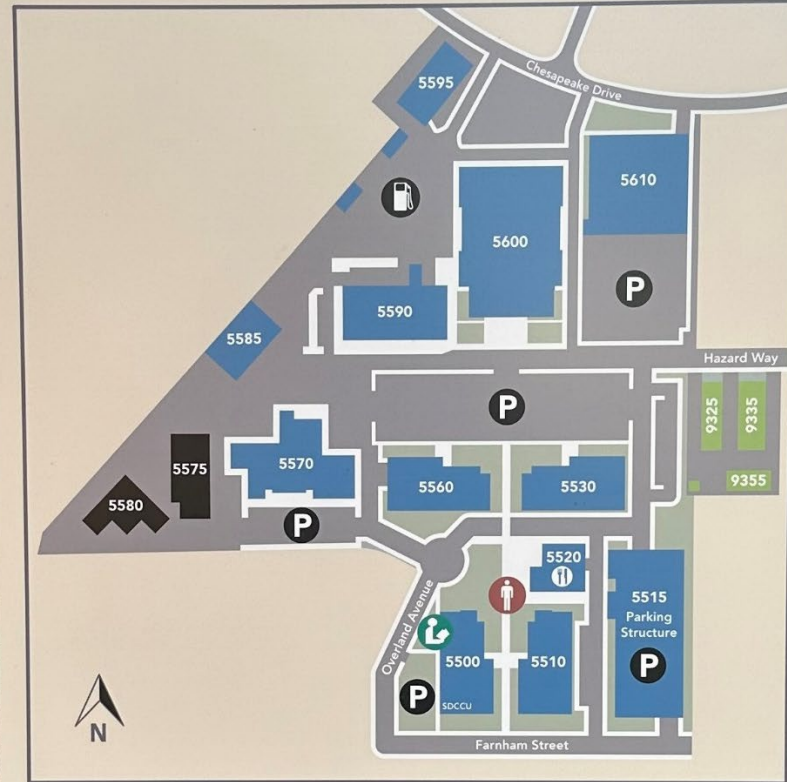 Chesapeake Drive
5595
5610
5600
P
5590
5585
Hazard Way
P
9325
9335
5575
5570
5560
5530
9355
5580
P
5520
5515
Parking
Structure
Overland Avenue
5500
5510
P
P
SDCCU
N
Farnham Street